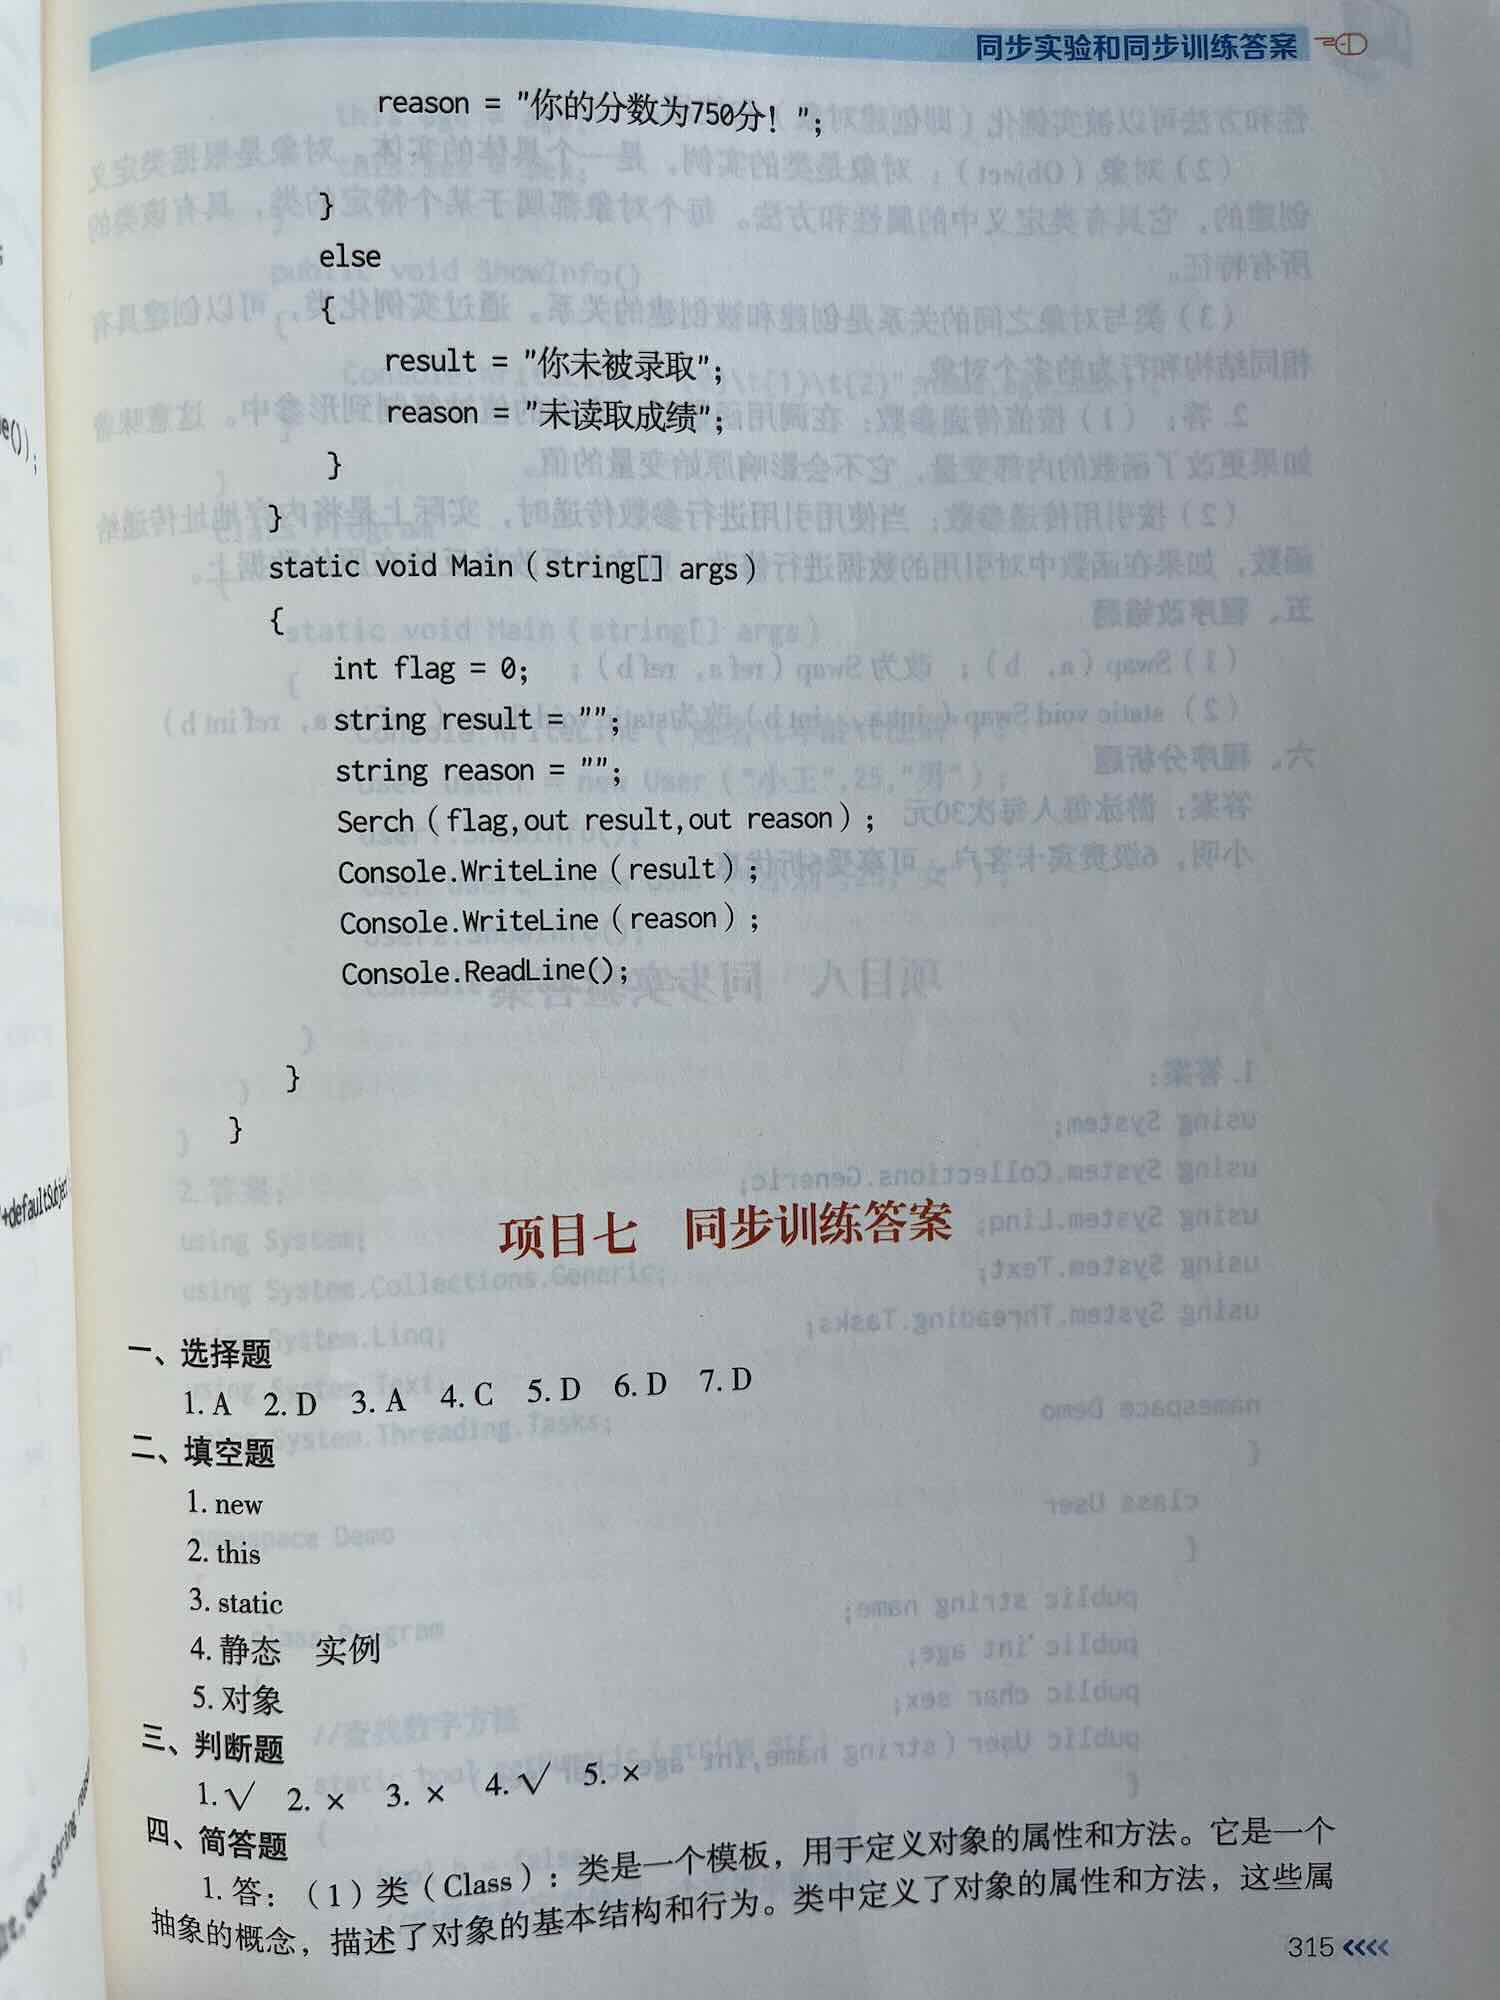 同步实验和同步训练答案
reason = "你的分数为750分！";
}
else
{
result = "你未被录取";
reason = "未读取成绩";
}
}
static void Main（string[] args）
{
int flag = 0;
string result = "";
string reason = "";
Serch（flag,out result,out reason）;
Console.WriteLine（result）;
Console.WriteLine（reason）;
Console.ReadLine();
}
}
项目七 同步训练答案
一、选择题
1. A 2. D 3. A 4. C 5. D 6. D 7. D
二、填空题
1. new
2. this
3. static
4. 静态 实例
5. 对象
三、判断题
1. √ 2. × 3. × 4. √ 5. ×
四、简答题
1. 答：（1）类（Class）：类是一个模板，用于定义对象的属性和方法。它是一个
抽象的概念，描述了对象的基本结构和行为。类中定义了对象的属性和方法，这些属
315